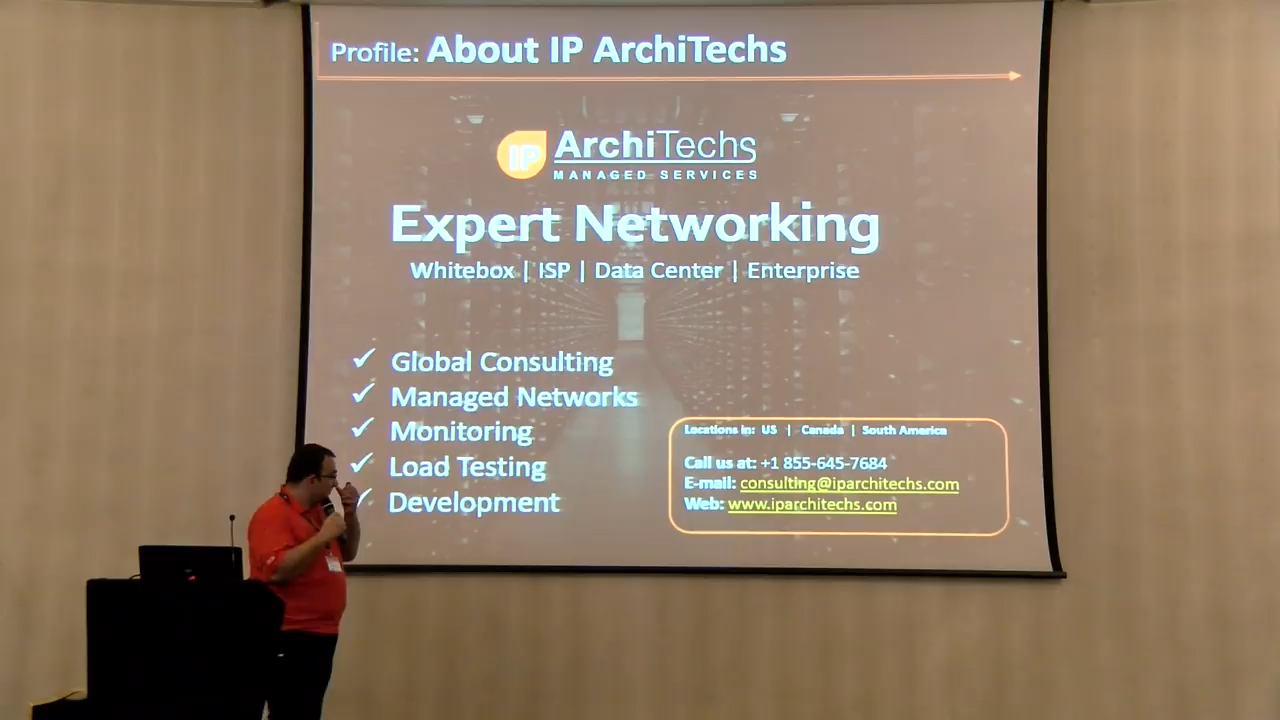 Profile: About IP ArchiTechs
IP ArchiTechs
MANAGED SERVICES
Expert Networking
Whitebox | ISP | Data Center | Enterprise
✓ Global Consulting
✓ Managed Networks
✓ Monitoring
✓ Load Testing
✓ Development
Locations in: US | Canada | South America
Call us at: +1 855-645-7684
E-mail: consulting@iparchitechs.com
Web: www.iparchitechs.com